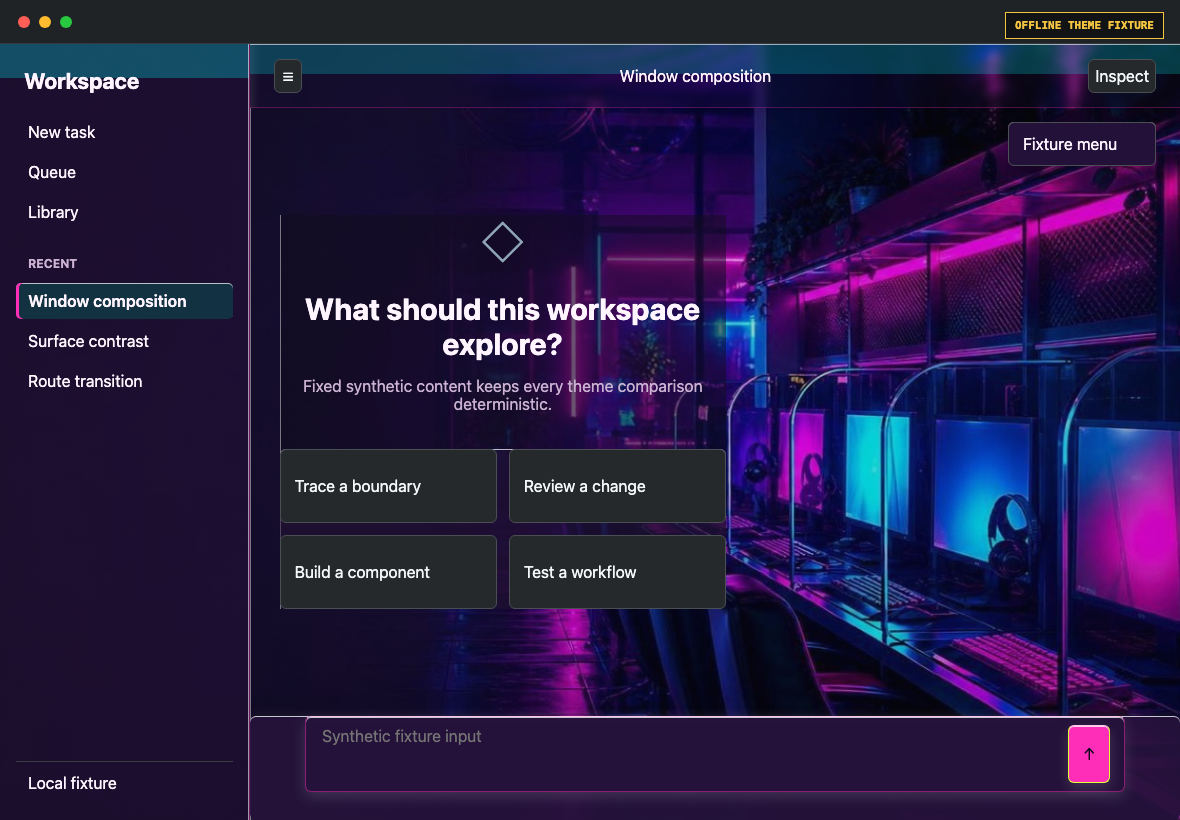 OFFLINE THEME FIXTURE
Workspace
New task
Queue
Library
RECENT
Window composition
Surface contrast
Route transition
Local fixture
Window composition
Inspect
Fixture menu
What should this workspace
explore?
Fixed synthetic content keeps every theme comparison
deterministic.
Trace a boundary
Review a change
Build a component
Test a workflow
Synthetic fixture input